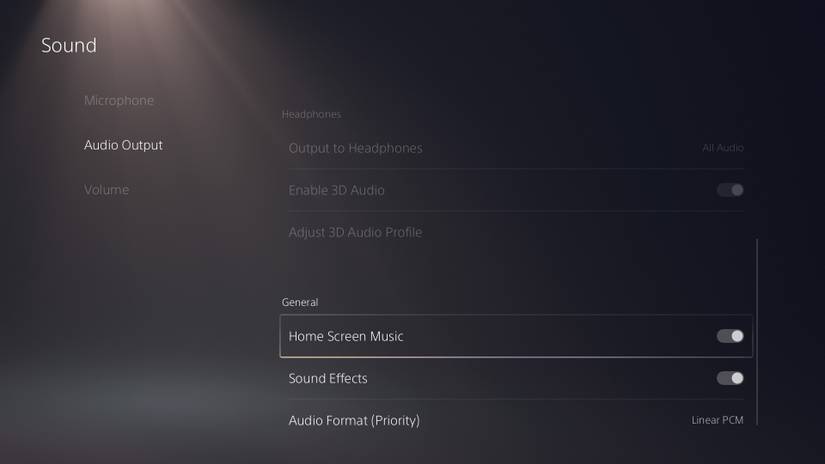 Sound
Microphone
Audio Output
Volume
Headphones
Output to Headphones All Audio
Enable 3D Audio
Adjust 3D Audio Profile
General
Home Screen Music
Sound Effects
Audio Format (Priority) Linear PCM